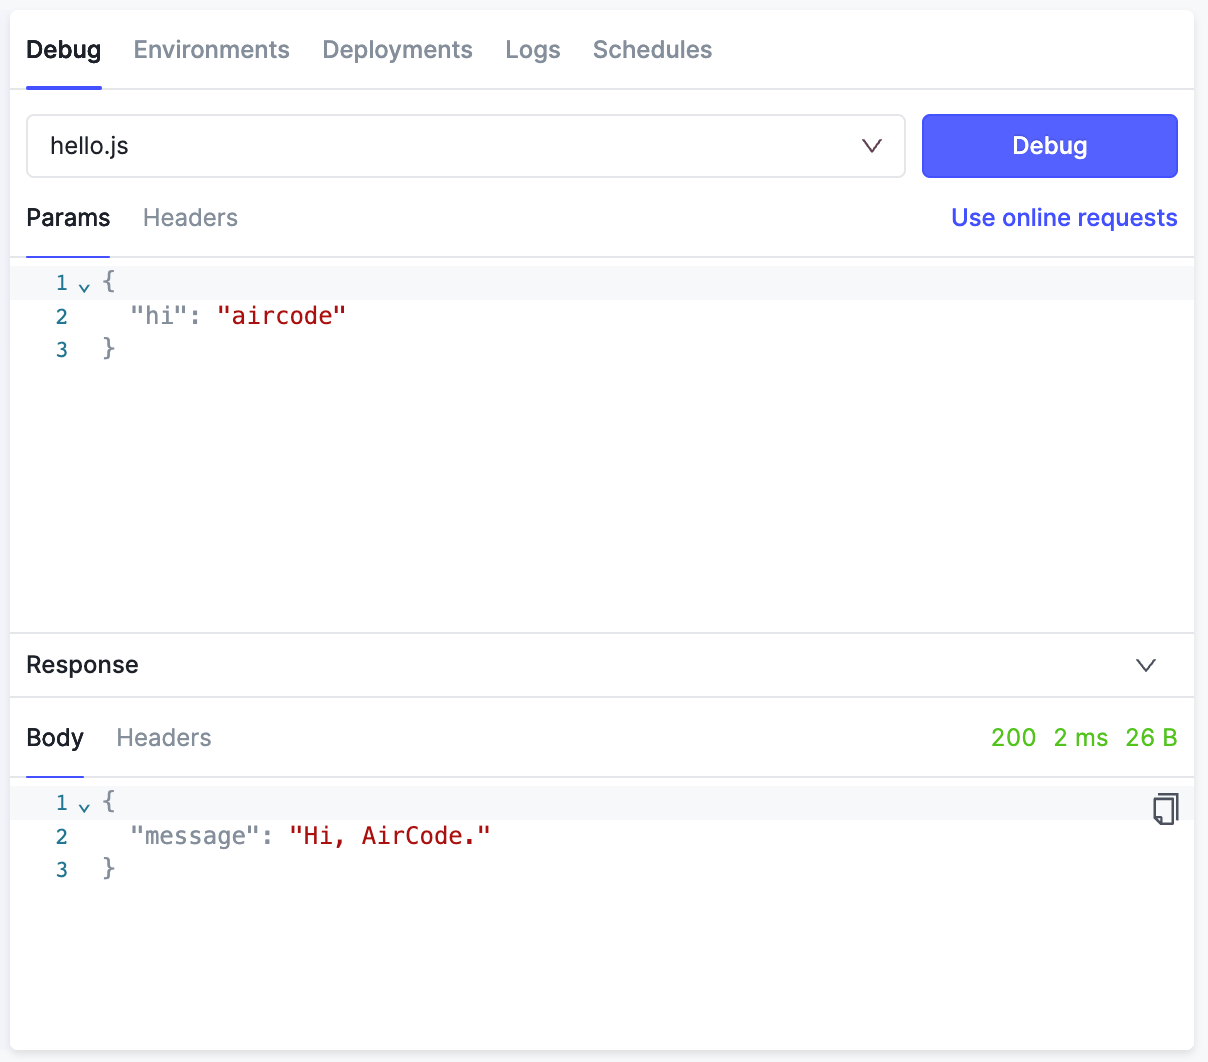 Debug Environments Deployments Logs Schedules
hello.js Debug
Params Headers Use online requests
1 {
2 "hi": "aircode"
3 }
Response
Body Headers 200 2 ms 26 B
1 {
2 "message": "Hi, AirCode."
3 }